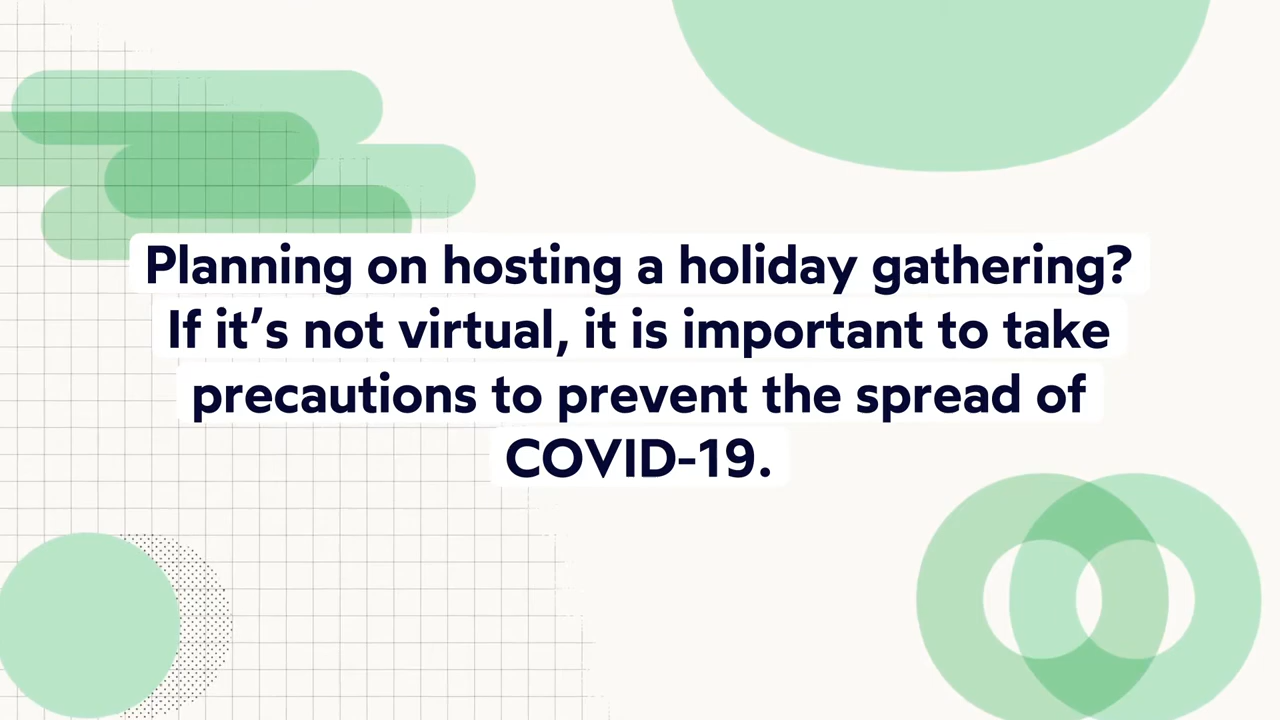 Planning on hosting a holiday gathering?
If it’s not virtual, it is important to take
precautions to prevent the spread of
COVID-19.